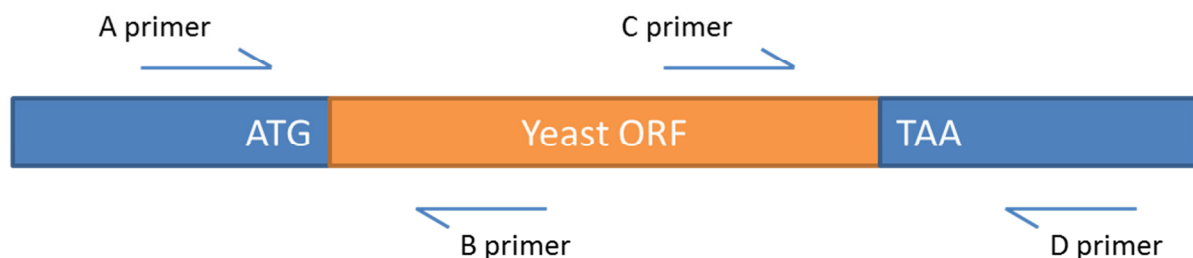 A primer
C primer
ATG
Yeast ORF
TAA
B primer
D primer